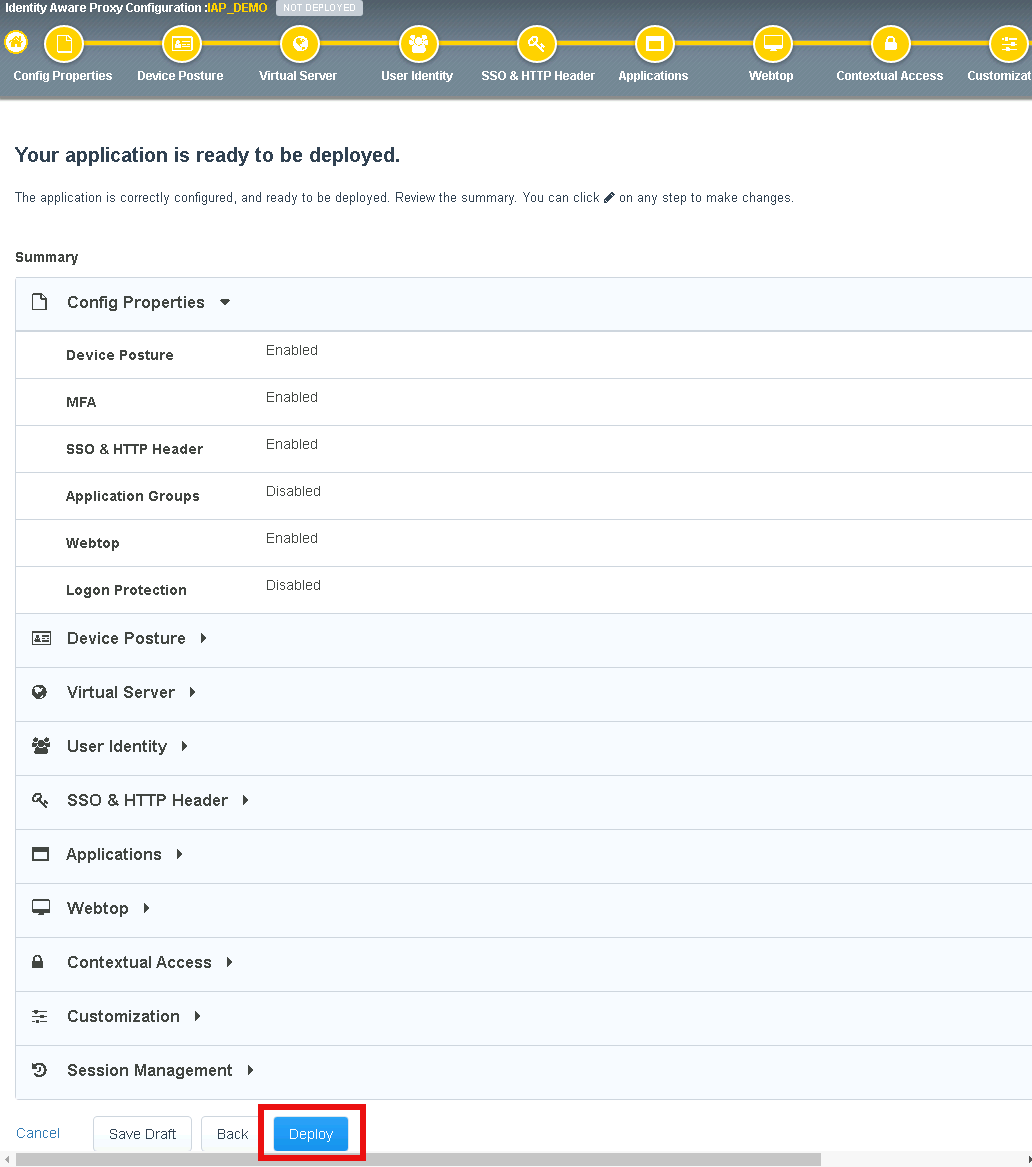 Identity Aware Proxy Configuration :IAP_DEMO NOT DEPLOYED
Config Properties Device Posture Virtual Server User Identity SSO & HTTP Header Applications Webtop Contextual Access Customizat
Your application is ready to be deployed.
The application is correctly configured, and ready to be deployed. Review the summary. You can click on any step to make changes.
Summary
Config Properties
Device Posture Enabled
MFA Enabled
SSO & HTTP Header Enabled
Application Groups Disabled
Webtop Enabled
Logon Protection Disabled
Device Posture
Virtual Server
User Identity
SSO & HTTP Header
Applications
Webtop
Contextual Access
Customization
Session Management
Cancel Save Draft Back Deploy